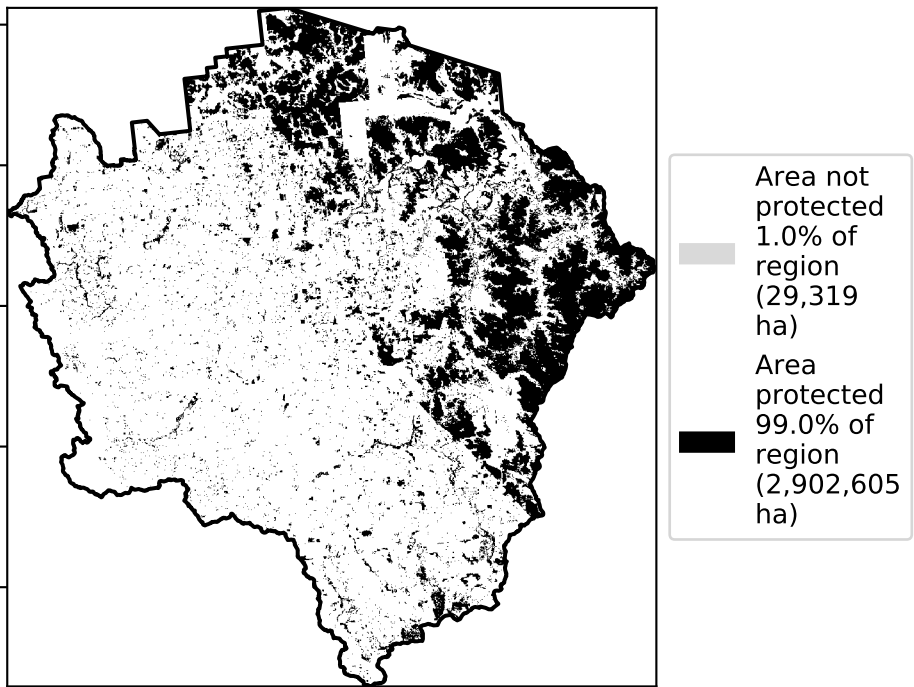 Area not
protected
1.0% of
region
(29,319
ha)
Area
protected
99.0% of
region
(2,902,605
ha)